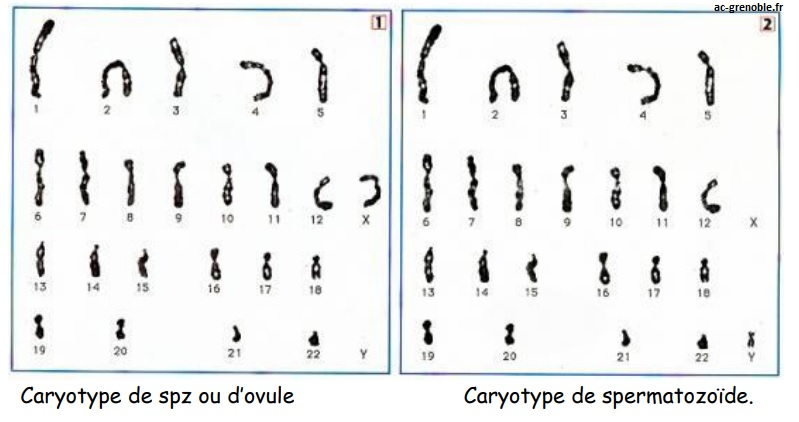 ac-grenoble.fr
1
1 2 3 4 5
6 7 8 9 10 11 12 X
13 14 15 16 17 18
19 20 21 22 Y
2
1 2 3 4 5
6 7 8 9 10 11 12 X
13 14 15 16 17 18
19 20 21 22 Y
Caryotype de spz ou d'ovule
Caryotype de spermatozoïde.